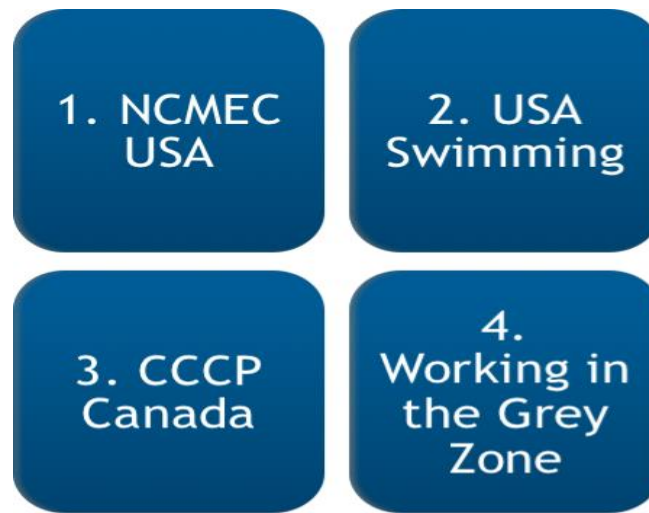 1. NCMEC
USA
2. USA
Swimming
3. CCCP
Canada
4.
Working in
the Grey
Zone